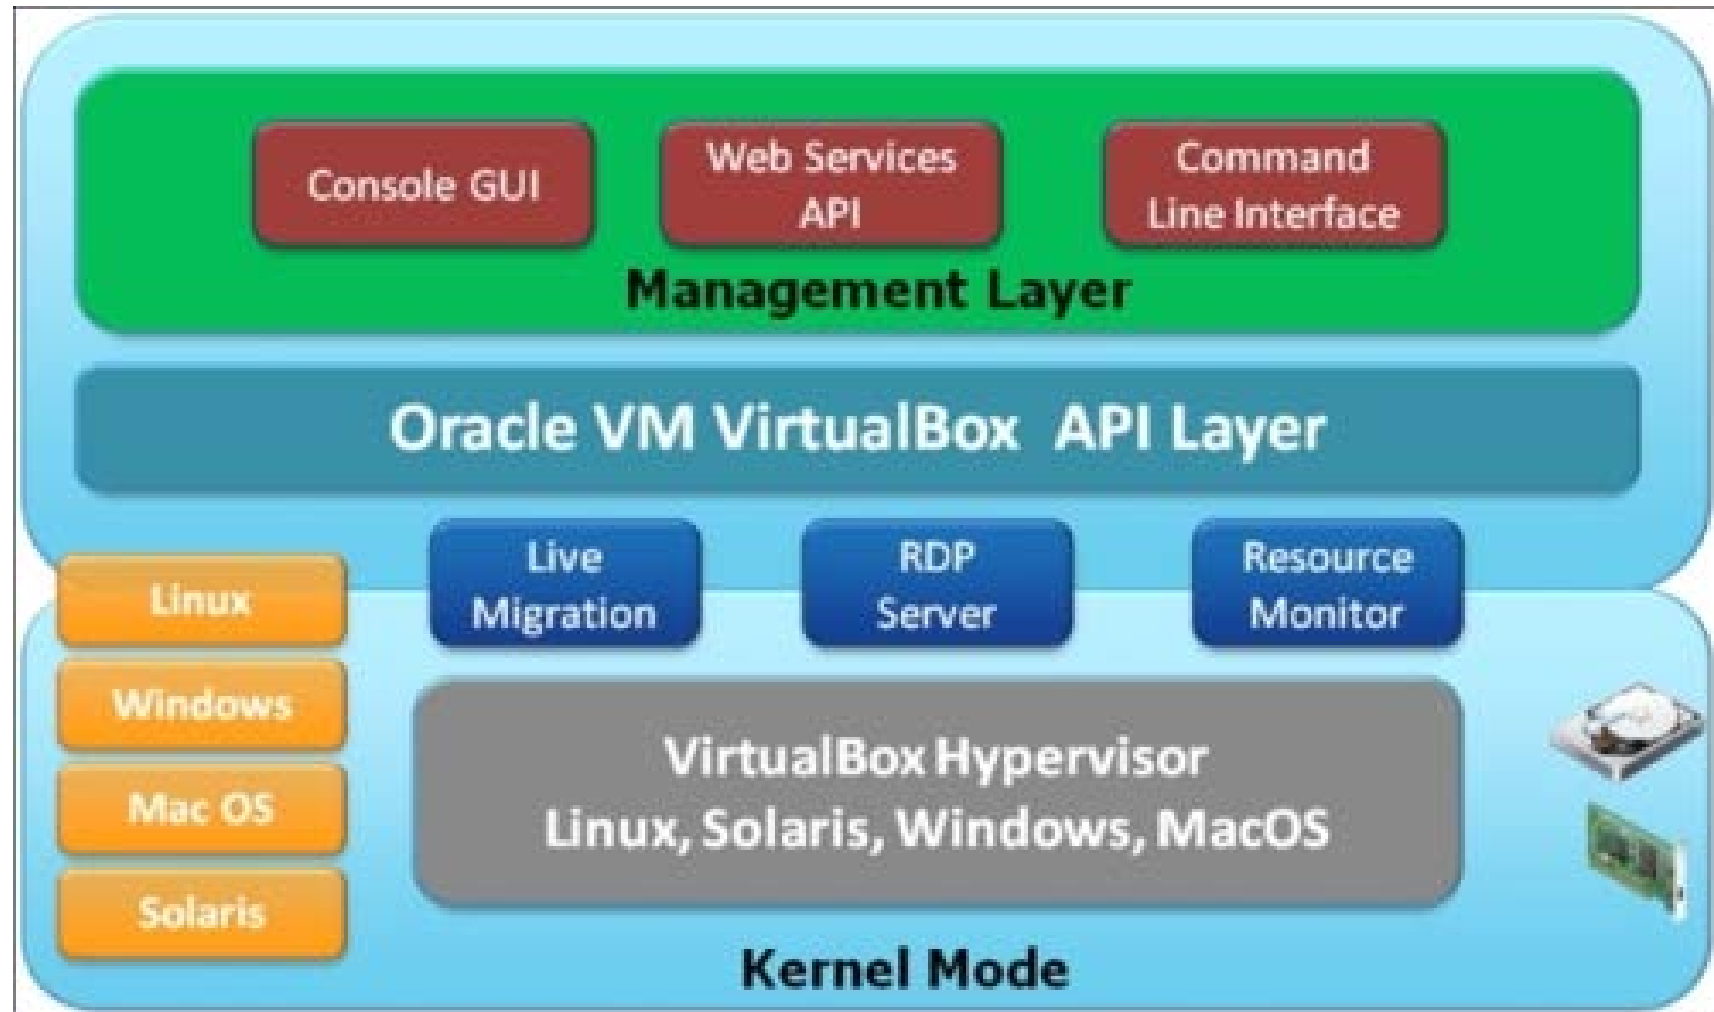 Console GUI
Web Services
API
Command
Line Interface
Management Layer
Oracle VM VirtualBox API Layer
Live
Migration
RDP
Server
Resource
Monitor
Linux
Windows
Mac OS
Solaris
VirtualBox Hypervisor
Linux, Solaris, Windows, MacOS
Kernel Mode